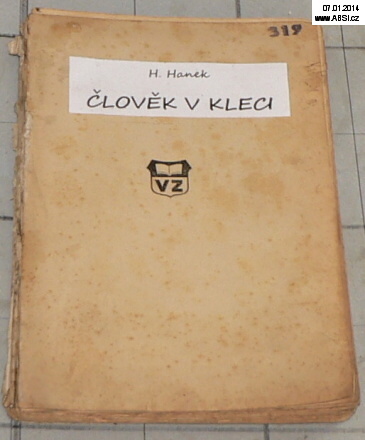 07.01.2014
www.ABSI.cz
319
H. Hanek
ČLOVĚK V KLECI
VZ